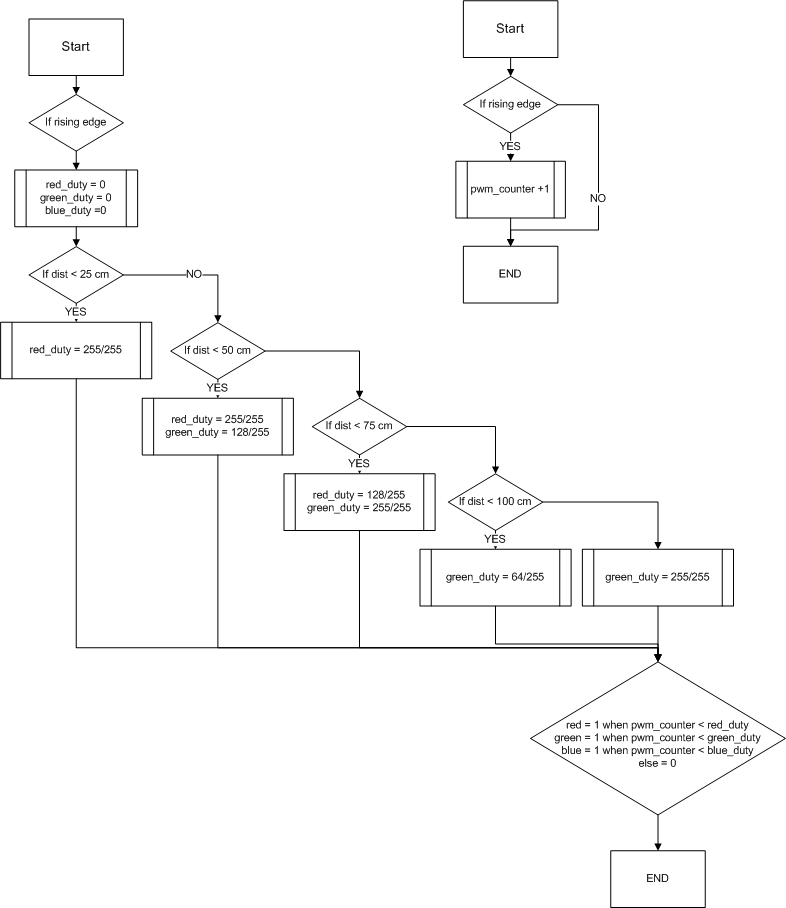 Start
If rising edge
red_duty = 0
green_duty = 0
blue_duty =0
If dist < 25 cm
NO
YES
red_duty = 255/255
If dist < 50 cm
YES
red_duty = 255/255
green_duty = 128/255
If dist < 75 cm
YES
red_duty = 128/255
green_duty = 255/255
If dist < 100 cm
YES
green_duty = 64/255
green_duty = 255/255
red = 1 when pwm_counter < red_duty
green = 1 when pwm_counter < green_duty
blue = 1 when pwm_counter < blue_duty
else = 0
END
Start
If rising edge
YES
pwm_counter +1
NO
END